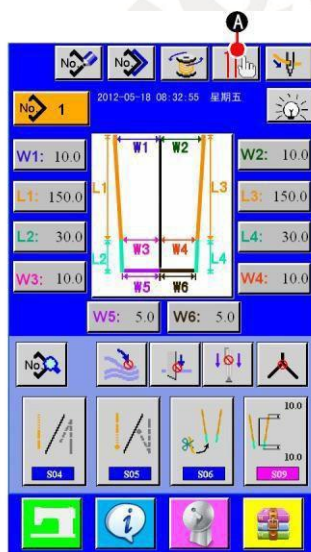 A
No No
2012-05-18 08:32:55 星期五
No 1
W1: 10.0 W1 W2 W2: 10.0
L1: 150.0 L1 L3 L3: 150.0
L2: 30.0 L2 W3 W4 L4 L4: 30.0
W3: 10.0 W5 W6 W4: 10.0
W5: 5.0 W6: 5.0
No
10.0
10.0
S04 S05 S06 S09
i